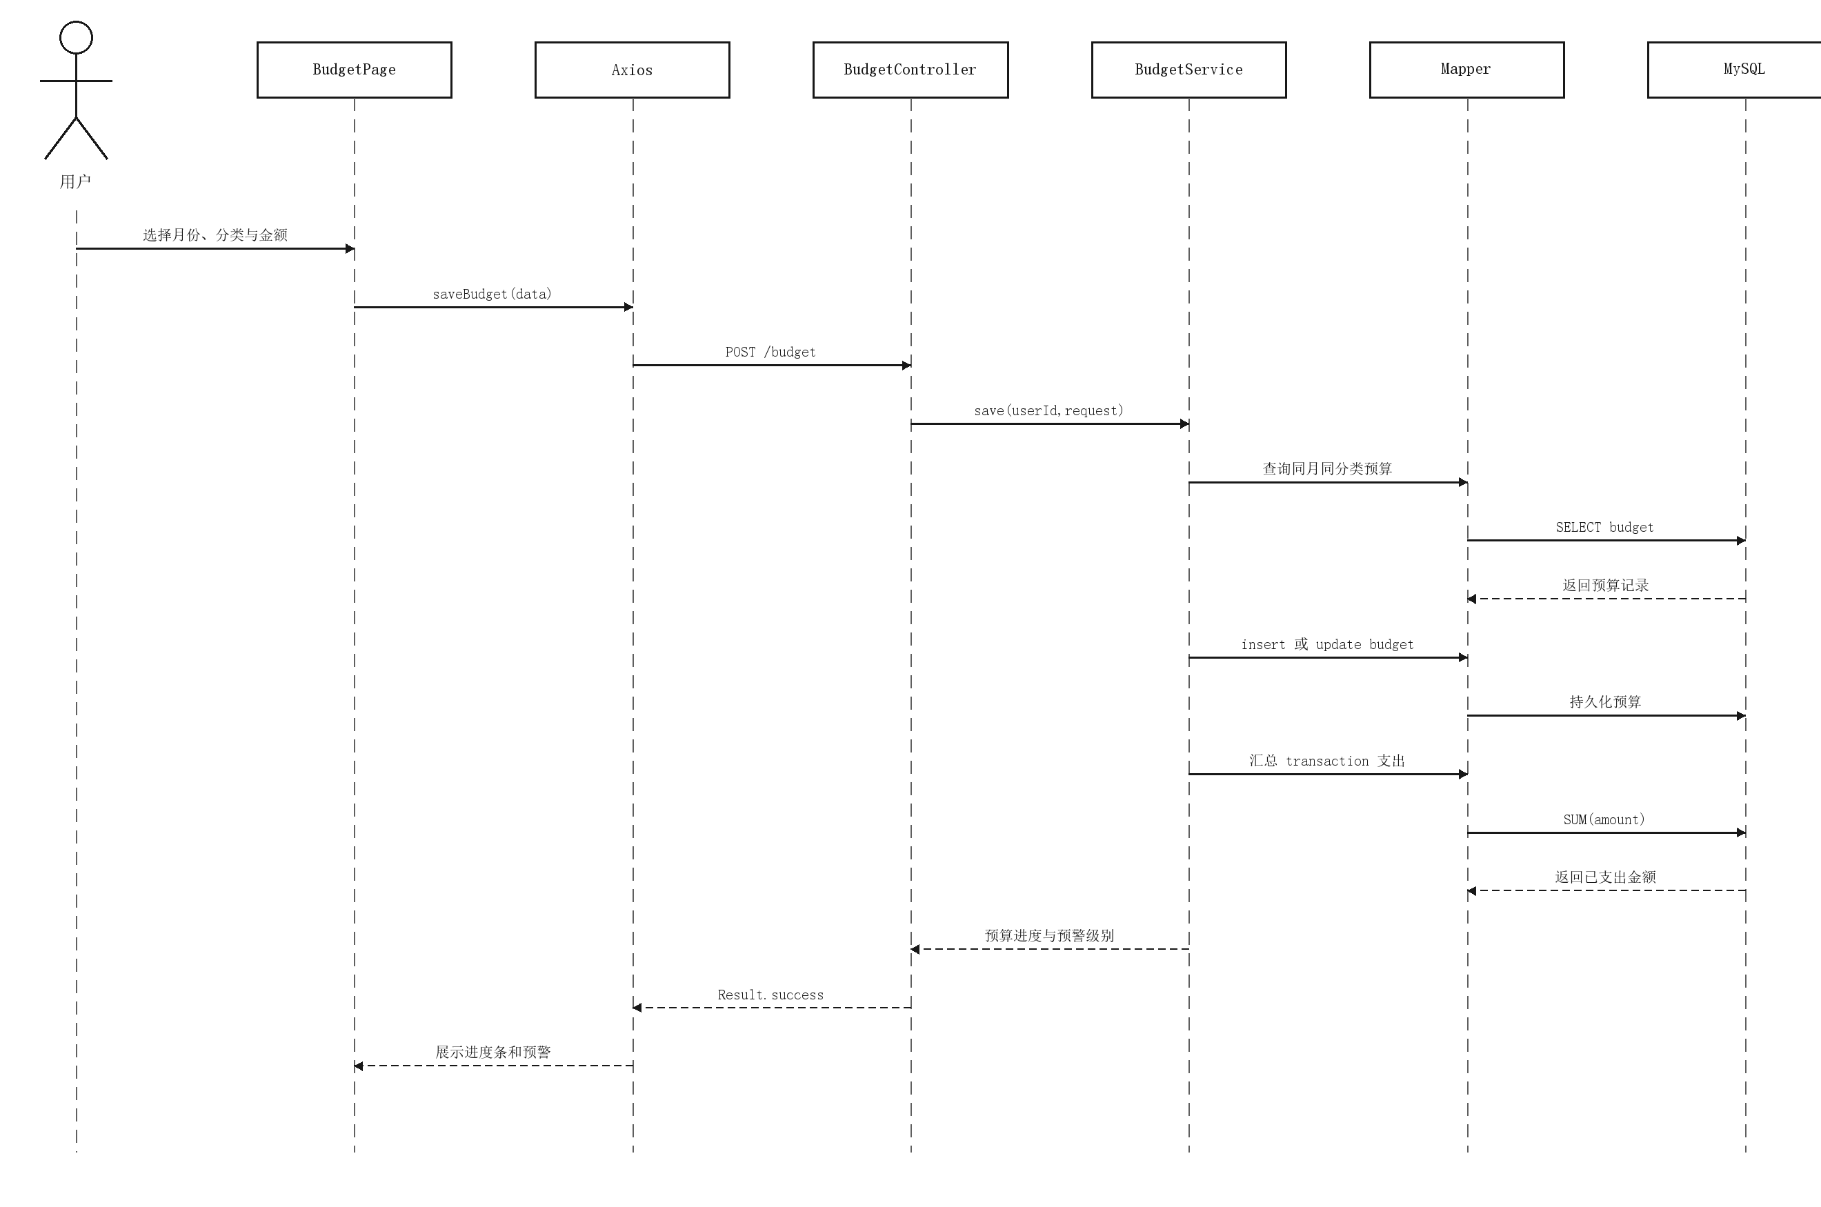 BudgetPage
Axios
BudgetController
BudgetService
Mapper
MySQL
用户
选择月份、分类与金额
saveBudget(data)
POST /budget
save(userId,request)
查询同月同分类预算
SELECT budget
返回预算记录
insert 或 update budget
持久化预算
汇总 transaction 支出
SUM(amount)
返回已支出金额
预算进度与预警级别
Result.success
展示进度条和预警